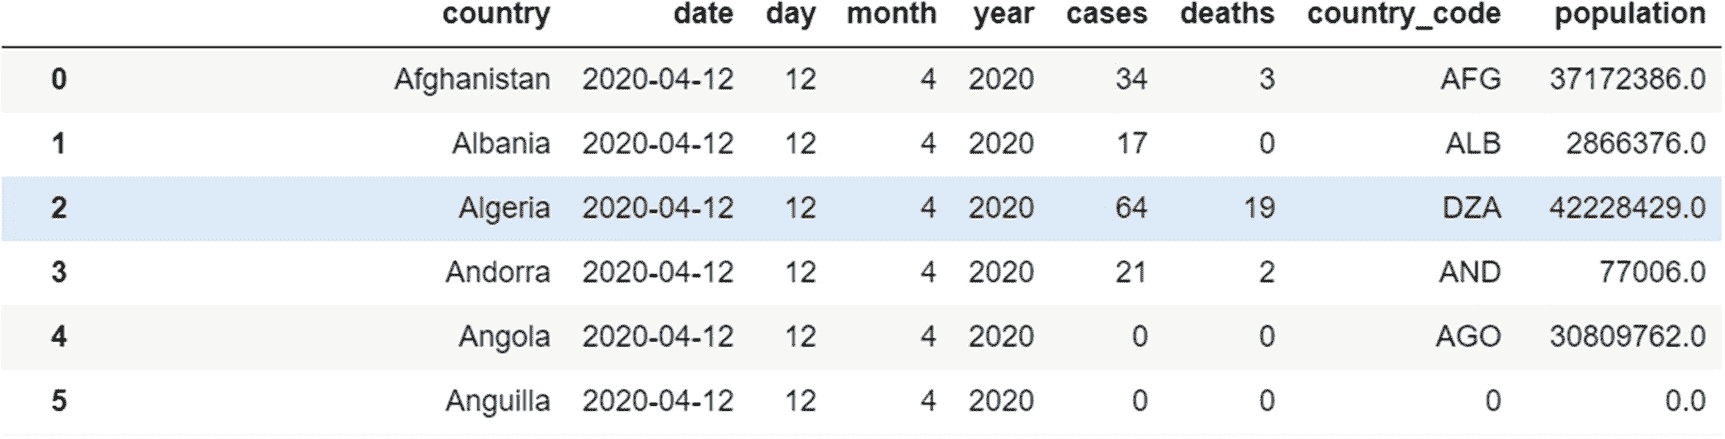 country date day month year cases deaths country_code population
0 Afghanistan 2020-04-12 12 4 2020 34 3 AFG 37172386.0
1 Albania 2020-04-12 12 4 2020 17 0 ALB 2866376.0
2 Algeria 2020-04-12 12 4 2020 64 19 DZA 42228429.0
3 Andorra 2020-04-12 12 4 2020 21 2 AND 77006.0
4 Angola 2020-04-12 12 4 2020 0 0 AGO 30809762.0
5 Anguilla 2020-04-12 12 4 2020 0 0 0 0.0